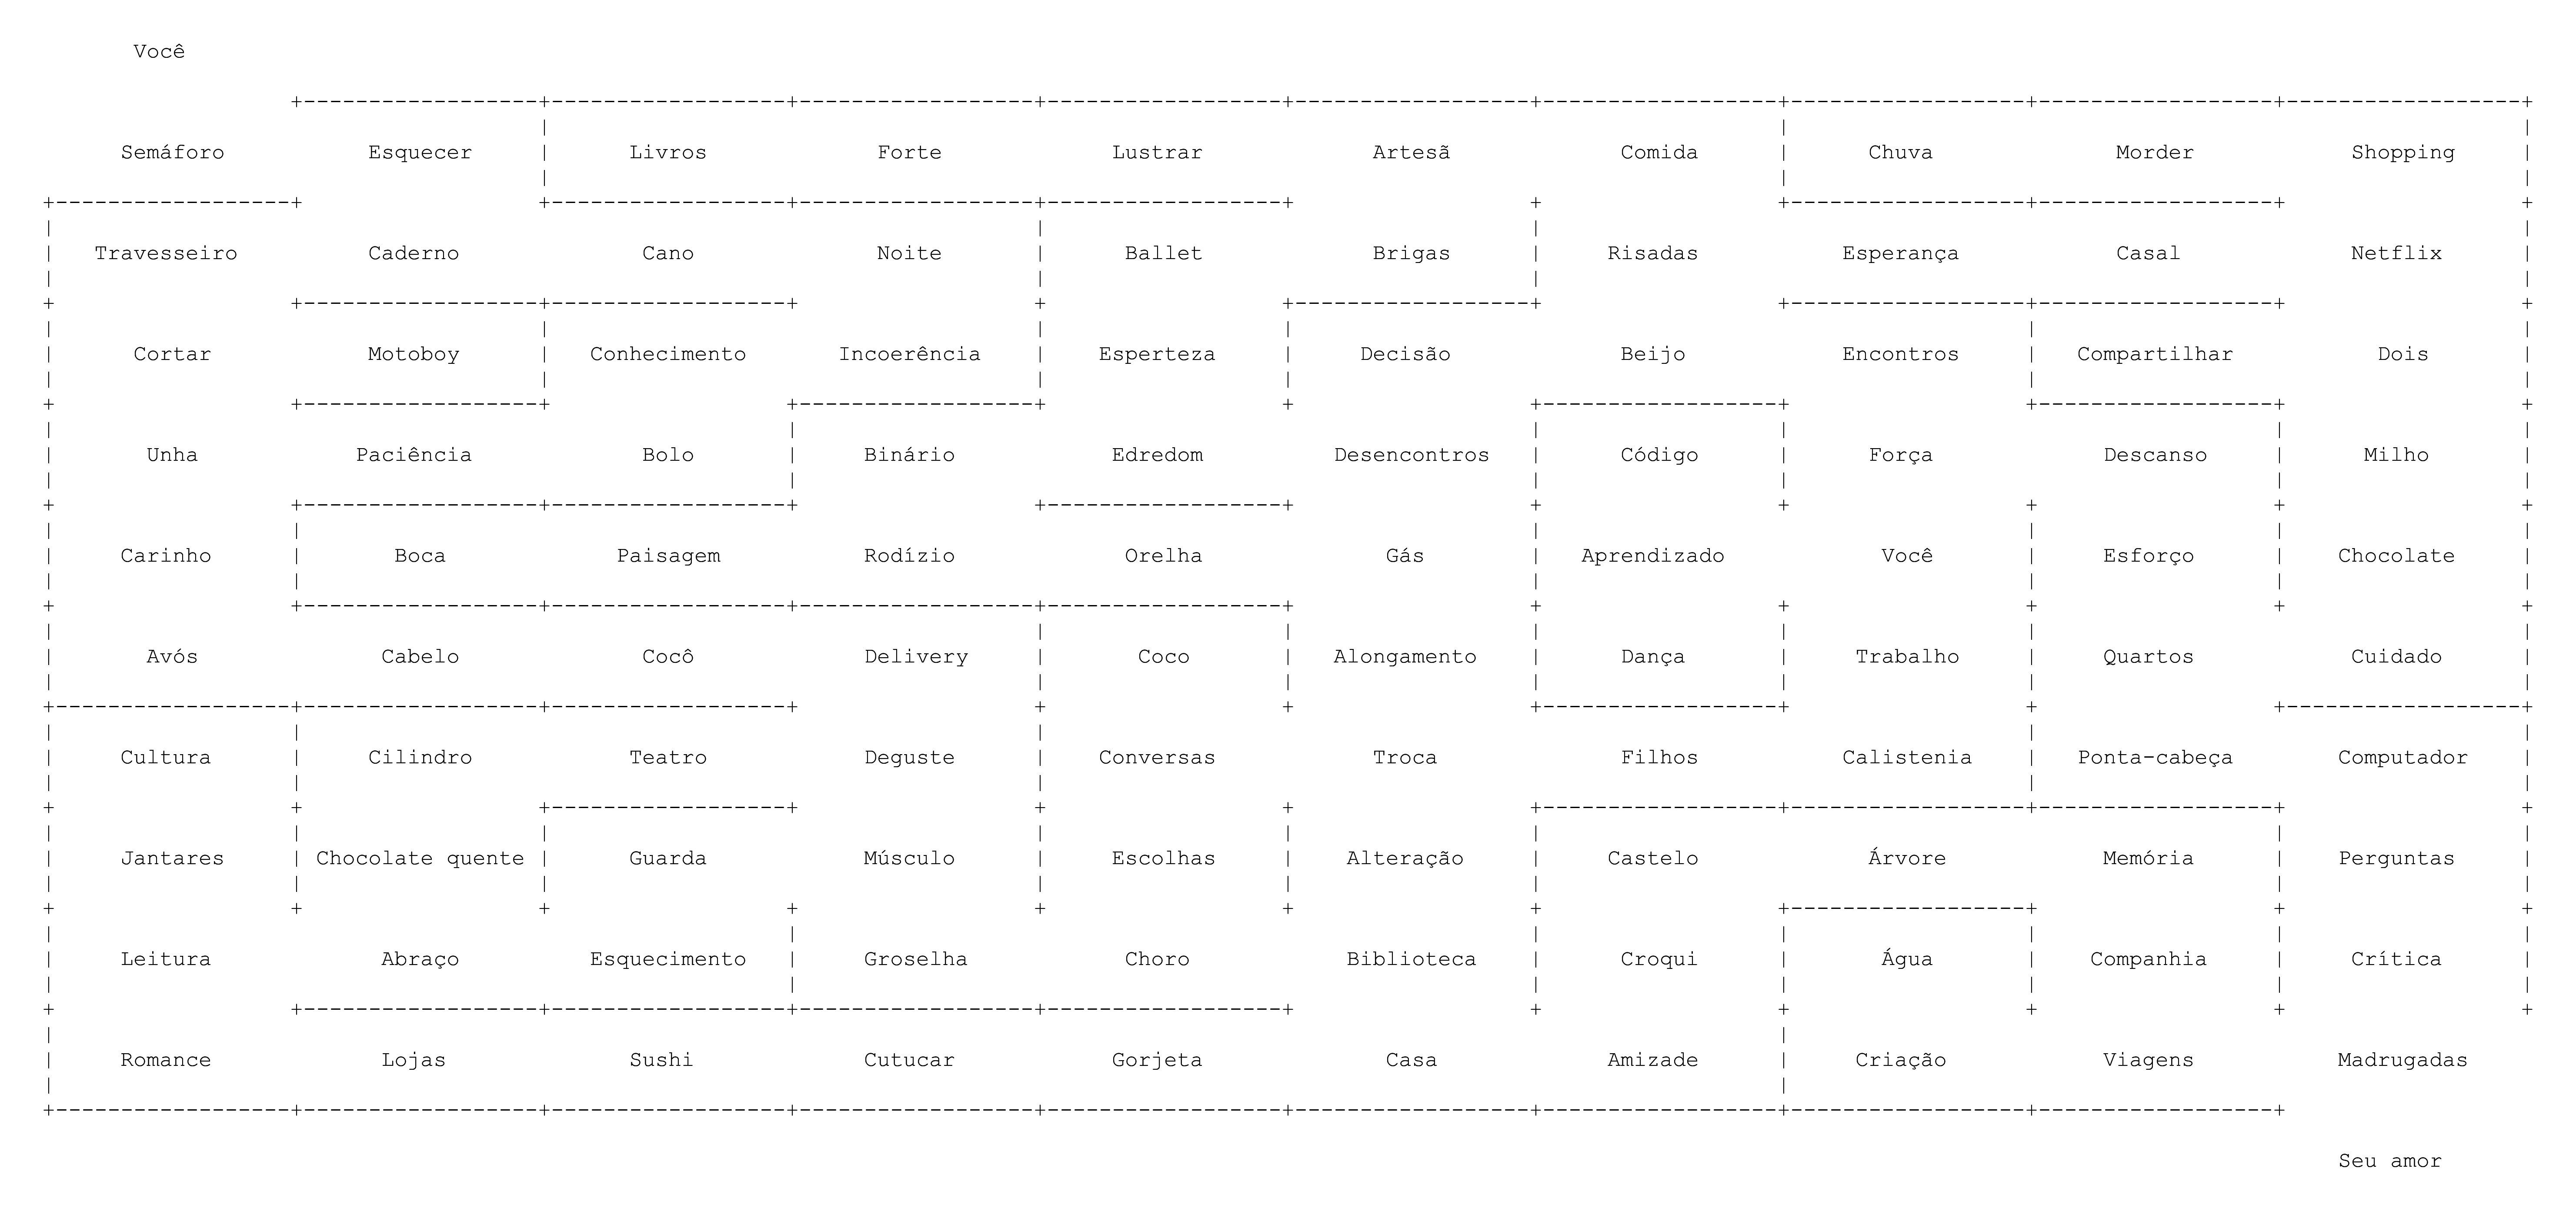 Você
Semáforo Esquecer Livros Forte Lustrar Artesã Comida Chuva Morder Shopping
Travesseiro Caderno Cano Noite Ballet Brigas Risadas Esperança Casal Netflix
Cortar Motoboy Conhecimento Incoerência Esperteza Decisão Beijo Encontros Compartilhar Dois
Unha Paciência Bolo Binário Edredom Desencontros Código Força Descanso Milho
Carinho Boca Paisagem Rodízio Orelha Gás Aprendizado Você Esforço Chocolate
Avós Cabelo Cocô Delivery Coco Alongamento Dança Trabalho Quartos Cuidado
Cultura Cilindro Teatro Deguste Conversas Troca Filhos Calistenia Ponta-cabeça Computador
Jantares Chocolate quente Guarda Músculo Escolhas Alteração Castelo Árvore Memória Perguntas
Leitura Abraço Esquecimento Groselha Choro Biblioteca Croqui Água Companhia Crítica
Romance Lojas Sushi Cutucar Gorjeta Casa Amizade Criação Viagens Madrugadas
Seu amor